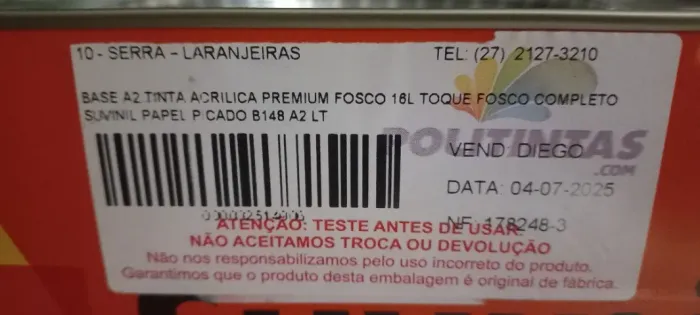 10 - SERRA - LARANJEIRAS TEL: (27) 2127-3210
BASE A2 TINTA ACRILICA PREMIUM FOSCO 16L TOQUE FOSCO COMPLETO
SUVINIL PAPEL PICADO B148 A2 LT
POLITINTAS
.COM
VEND: DIEGO
DATA: 04-07-2025
NF: 178248-3
ATENÇÃO: TESTE ANTES DE USAR.
NÃO ACEITAMOS TROCA OU DEVOLUÇÃO
Não nos responsabilizamos pelo uso incorreto do produto.
Garantimos que o produto desta embalagem é original de fábrica.